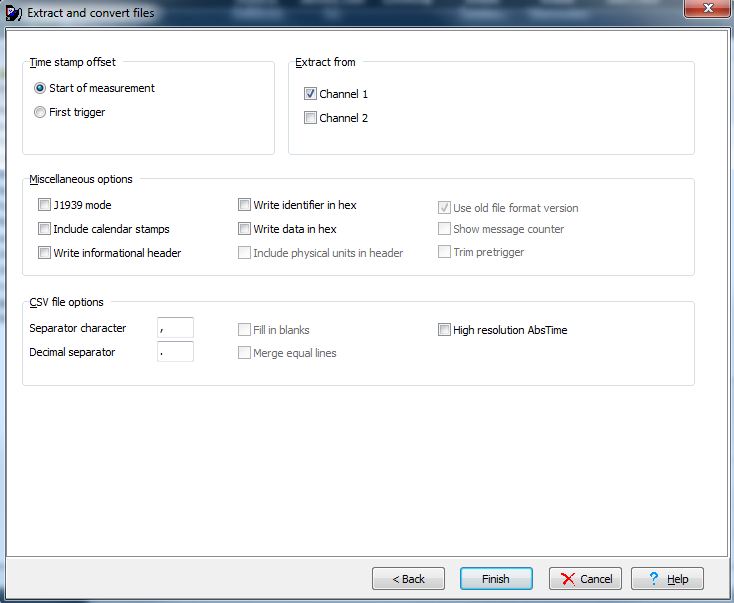 Extract and convert files
Time stamp offset
Start of measurement
First trigger
Extract from
Channel 1
Channel 2
Miscellaneous options
J1939 mode
Include calendar stamps
Write informational header
Write identifier in hex
Write data in hex
Include physical units in header
Use old file format version
Show message counter
Trim pretrigger
CSV file options
Separator character ,
Decimal separator .
Fill in blanks
Merge equal lines
High resolution AbsTime
< Back
Finish
Cancel
? Help